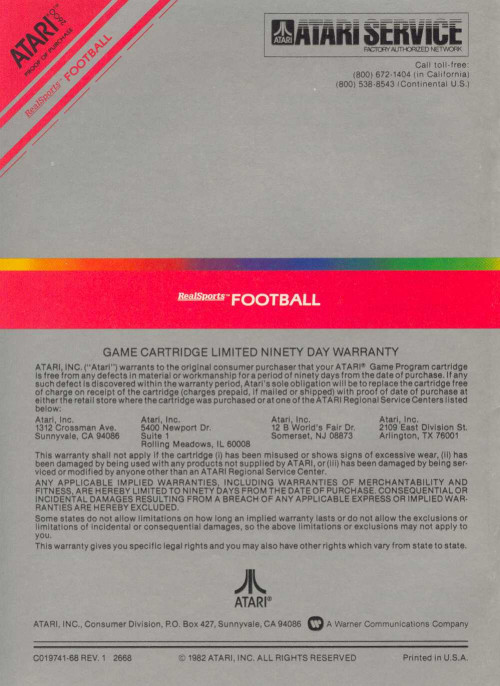 ATARI®
PROOF OF PURCHASE
RealSports™ FOOTBALL
ATARI
ATARI SERVICE
FACTORY AUTHORIZED NETWORK
Call toll-free:
(800) 672-1404 (in California)
(800) 538-8543 (Continental U.S.)
RealSports™ FOOTBALL
GAME CARTRIDGE LIMITED NINETY DAY WARRANTY
ATARI, INC. ("Atari") warrants to the original consumer purchaser that your ATARI® Game Program cartridge
is free from any defects in material or workmanship for a period of ninety days from the date of purchase. If any
such defect is discovered within the warranty period, Atari's sole obligation will be to replace the cartridge free
of charge on receipt of the cartridge (charges prepaid, if mailed or shipped) with proof of date of purchase at
either the retail store where the cartridge was purchased or at one of the ATARI Regional Service Centers listed
below:
Atari, Inc. Atari, Inc. Atari, Inc. Atari, Inc.
1312 Crossman Ave. 5400 Newport Dr. 12 B World's Fair Dr. 2109 East Division St.
Sunnyvale, CA 94086 Suite 1 Somerset, NJ 08873 Arlington, TX 76001
Rolling Meadows, IL 60008
This warranty shall not apply if the cartridge (i) has been misused or shows signs of excessive wear, (ii) has
been damaged by being used with any products not supplied by ATARI, or (iii) has been damaged by being ser-
viced or modified by anyone other than an ATARI Regional Service Center.
ANY APPLICABLE IMPLIED WARRANTIES, INCLUDING WARRANTIES OF MERCHANTABILITY AND
FITNESS, ARE HEREBY LIMITED TO NINETY DAYS FROM THE DATE OF PURCHASE. CONSEQUENTIAL OR
INCIDENTAL DAMAGES RESULTING FROM A BREACH OF ANY APPLICABLE EXPRESS OR IMPLIED WAR-
RANTIES ARE HEREBY EXCLUDED.
Some states do not allow limitations on how long an implied warranty lasts or do not allow the exclusions or
limitations of incidental or consequential damages, so the above limitations or exclusions may not apply to
you.
This warranty gives you specific legal rights and you may also have other rights which vary from state to state.
ATARI®
ATARI, INC., Consumer Division, P.O. Box 427, Sunnyvale, CA 94086 A Warner Communications Company
C019741-68 REV. 1 2668 © 1982 ATARI, INC. ALL RIGHTS RESERVED Printed in U.S.A.